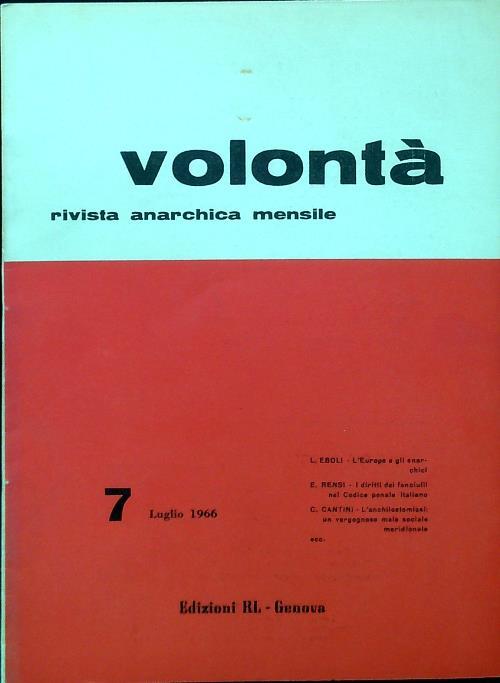 volontà
rivista anarchica mensile
L. EBOLI - L'Europa e gli anar-
chici
E. RENSI - I diritti dei fanciulli
nel Codice penale italiano
C. CANTINI - L'anchilostomiasi:
un vergognoso male sociale
meridionale
ecc.
7 Luglio 1966
Edizioni RL - Genova